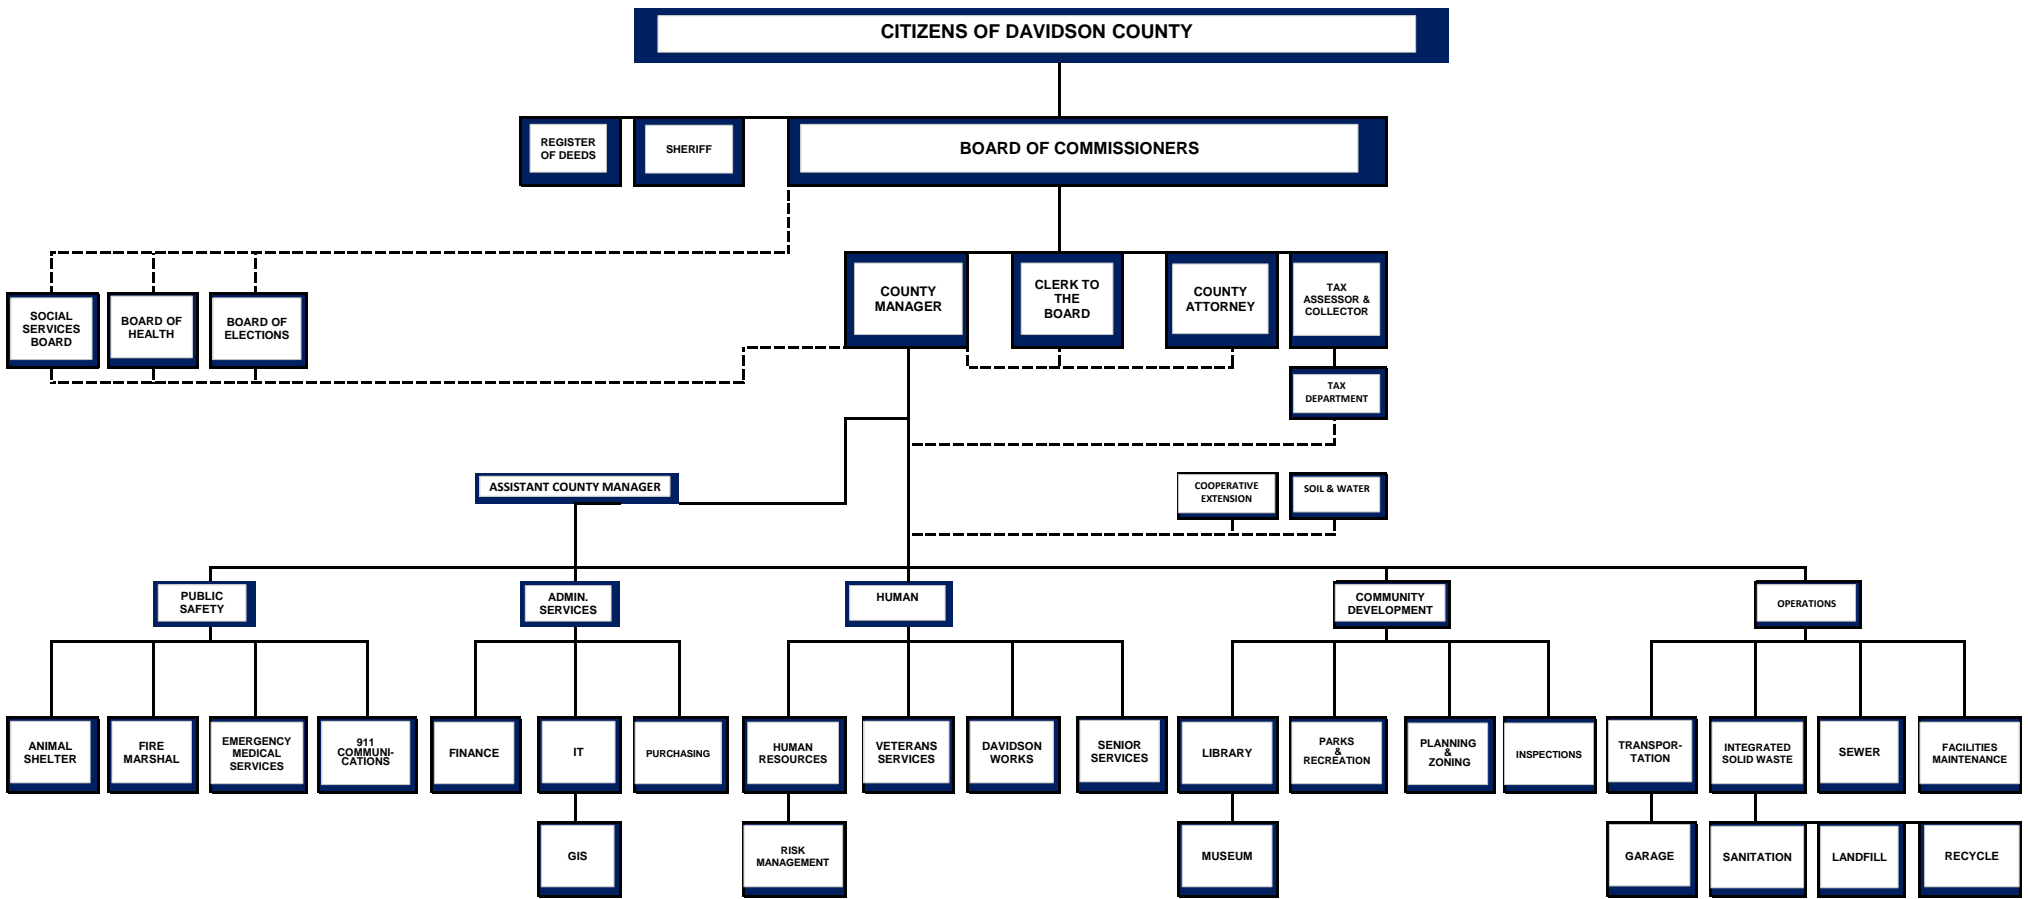 CITIZENS OF DAVIDSON COUNTY
REGISTER
OF DEEDS
SHERIFF
BOARD OF COMMISSIONERS
SOCIAL
SERVICES
BOARD
BOARD OF
HEALTH
BOARD OF
ELECTIONS
COUNTY
MANAGER
CLERK TO
THE
BOARD
COUNTY
ATTORNEY
TAX
ASSESSOR &
COLLECTOR
TAX
DEPARTMENT
ASSISTANT COUNTY MANAGER
COOPERATIVE
EXTENSION
SOIL & WATER
PUBLIC
SAFETY
ADMIN.
SERVICES
HUMAN
COMMUNITY
DEVELOPMENT
OPERATIONS
ANIMAL
SHELTER
FIRE
MARSHAL
EMERGENCY
MEDICAL
SERVICES
911
COMMUNI-
CATIONS
FINANCE
IT
PURCHASING
HUMAN
RESOURCES
VETERANS
SERVICES
DAVIDSON
WORKS
SENIOR
SERVICES
LIBRARY
PARKS
&
RECREATION
PLANNING
&
ZONING
INSPECTIONS
TRANSPOR-
TATION
INTEGRATED
SOLID WASTE
SEWER
FACILITIES
MAINTENANCE
GIS
RISK
MANAGEMENT
MUSEUM
GARAGE
SANITATION
LANDFILL
RECYCLE